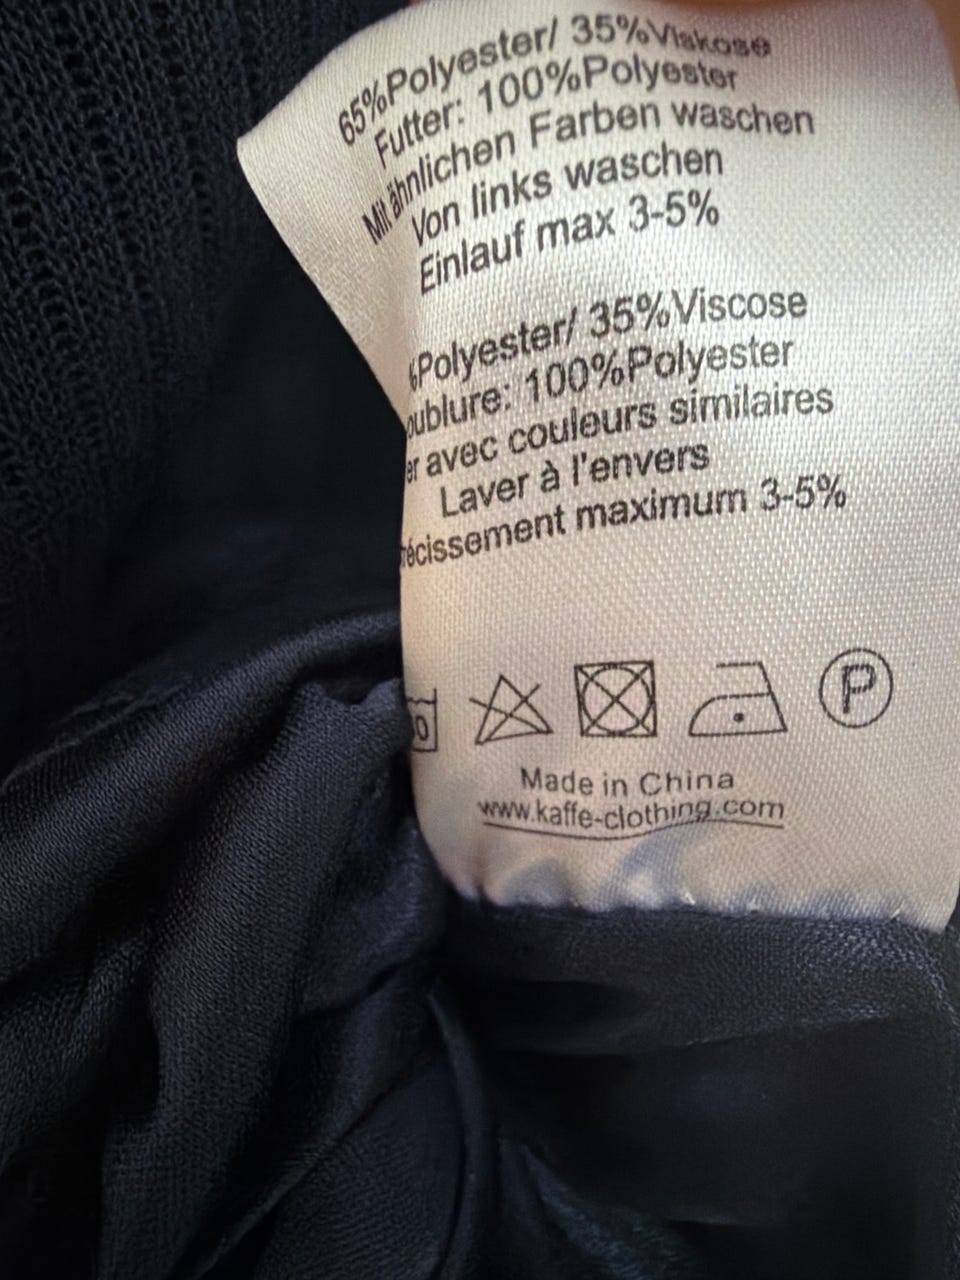 65%Polyester/ 35%Viskose
Futter: 100%Polyester
Mit ähnlichen Farben waschen
Von links waschen
Einlauf max 3-5%
%Polyester/ 35%Viscose
oublure: 100%Polyester
er avec couleurs similaires
Laver à l'envers
récissement maximum 3-5%
0
P
Made in China
www.kaffe-clothing.com